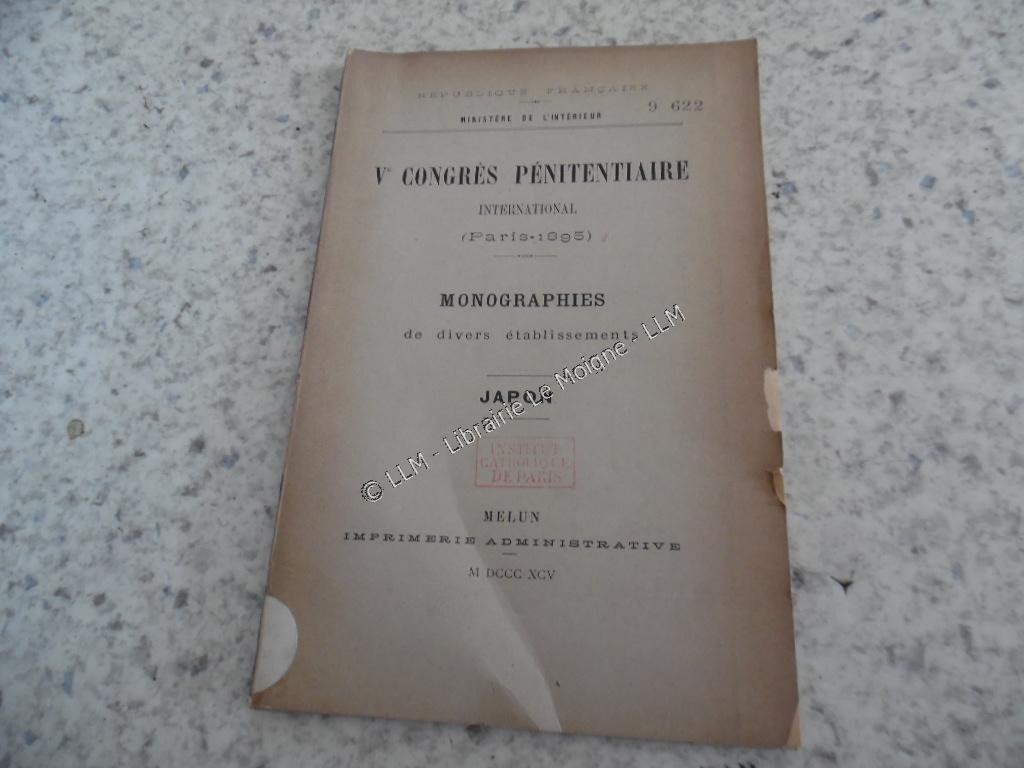 RÉPUBLIQUE FRANÇAISE
9 622
MINISTÈRE DE L'INTÉRIEUR
Vᵉ CONGRÈS PÉNITENTIAIRE
INTERNATIONAL
(Paris-1895)
MONOGRAPHIES
de divers établissements
JAPON
© LLM - Librairie Le Moigne - LLM
INSTITUT
CATHOLIQUE
DE PARIS
MELUN
IMPRIMERIE ADMINISTRATIVE
M DCCC XCV